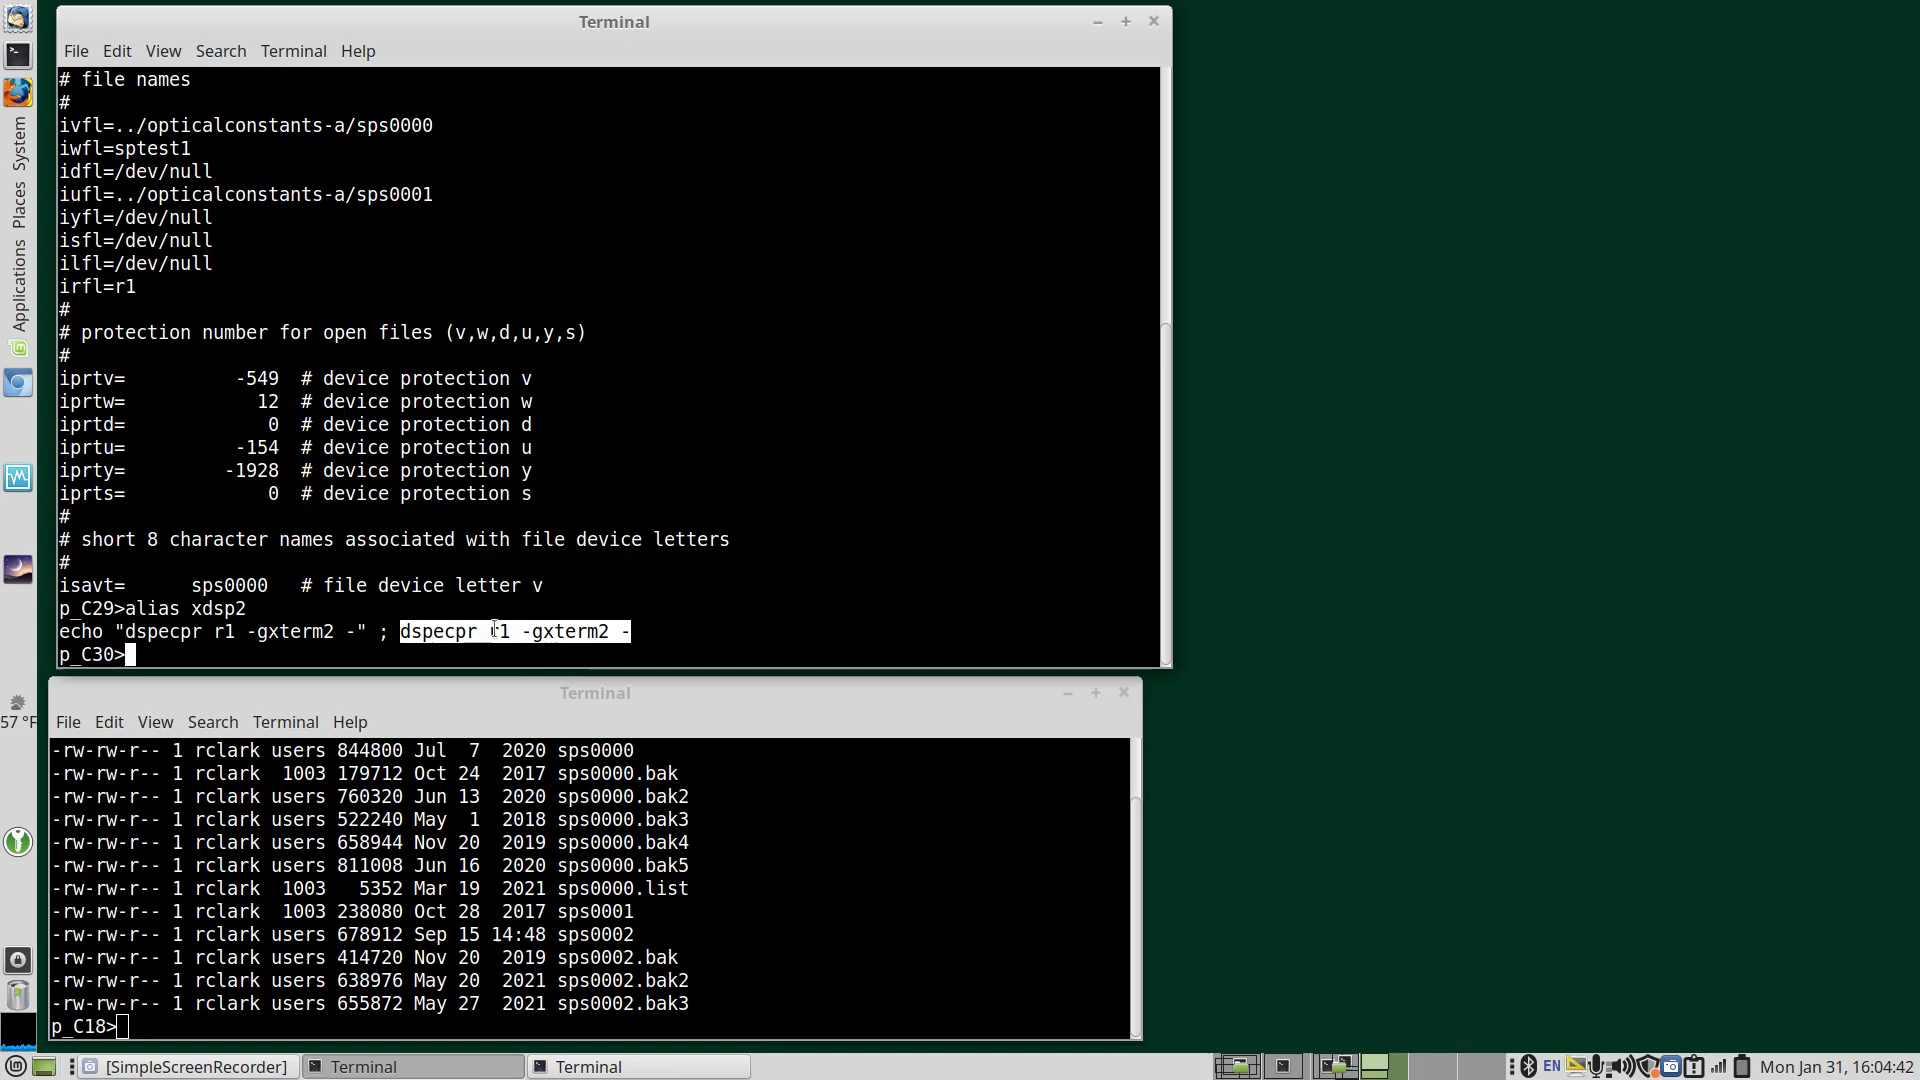 Terminal
File Edit View Search Terminal Help
# file names
#
ivfl=../opticalconstants-a/sps0000
iwfl=sptest1
idfl=/dev/null
iufl=../opticalconstants-a/sps0001
iyfl=/dev/null
isfl=/dev/null
ilfl=/dev/null
irfl=r1
#
# protection number for open files (v,w,d,u,y,s)
#
iprtv=          -549  # device protection v
iprtw=            12  # device protection w
iprtd=             0  # device protection d
iprtu=          -154  # device protection u
iprty=         -1928  # device protection y
iprts=             0  # device protection s
#
# short 8 character names associated with file device letters
#
isavt=      sps0000   # file device letter v
p_C29>alias xdsp2
echo "dspecpr r1 -gxterm2 -" ; dspecpr r1 -gxterm2 -
p_C30>
Terminal
File Edit View Search Terminal Help
-rw-rw-r-- 1 rclark users 844800 Jul  7  2020 sps0000
-rw-rw-r-- 1 rclark  1003 179712 Oct 24  2017 sps0000.bak
-rw-rw-r-- 1 rclark users 760320 Jun 13  2020 sps0000.bak2
-rw-rw-r-- 1 rclark users 522240 May  1  2018 sps0000.bak3
-rw-rw-r-- 1 rclark users 658944 Nov 20  2019 sps0000.bak4
-rw-rw-r-- 1 rclark users 811008 Jun 16  2020 sps0000.bak5
-rw-rw-r-- 1 rclark  1003   5352 Mar 19  2021 sps0000.list
-rw-rw-r-- 1 rclark  1003 238080 Oct 28  2017 sps0001
-rw-rw-r-- 1 rclark users 678912 Sep 15 14:48 sps0002
-rw-rw-r-- 1 rclark users 414720 Nov 20  2019 sps0002.bak
-rw-rw-r-- 1 rclark users 638976 May 20  2021 sps0002.bak2
-rw-rw-r-- 1 rclark users 655872 May 27  2021 sps0002.bak3
p_C18>
Applications Places System
57 °F
[SimpleScreenRecorder]
Terminal
Terminal
EN
Mon Jan 31, 16:04:42